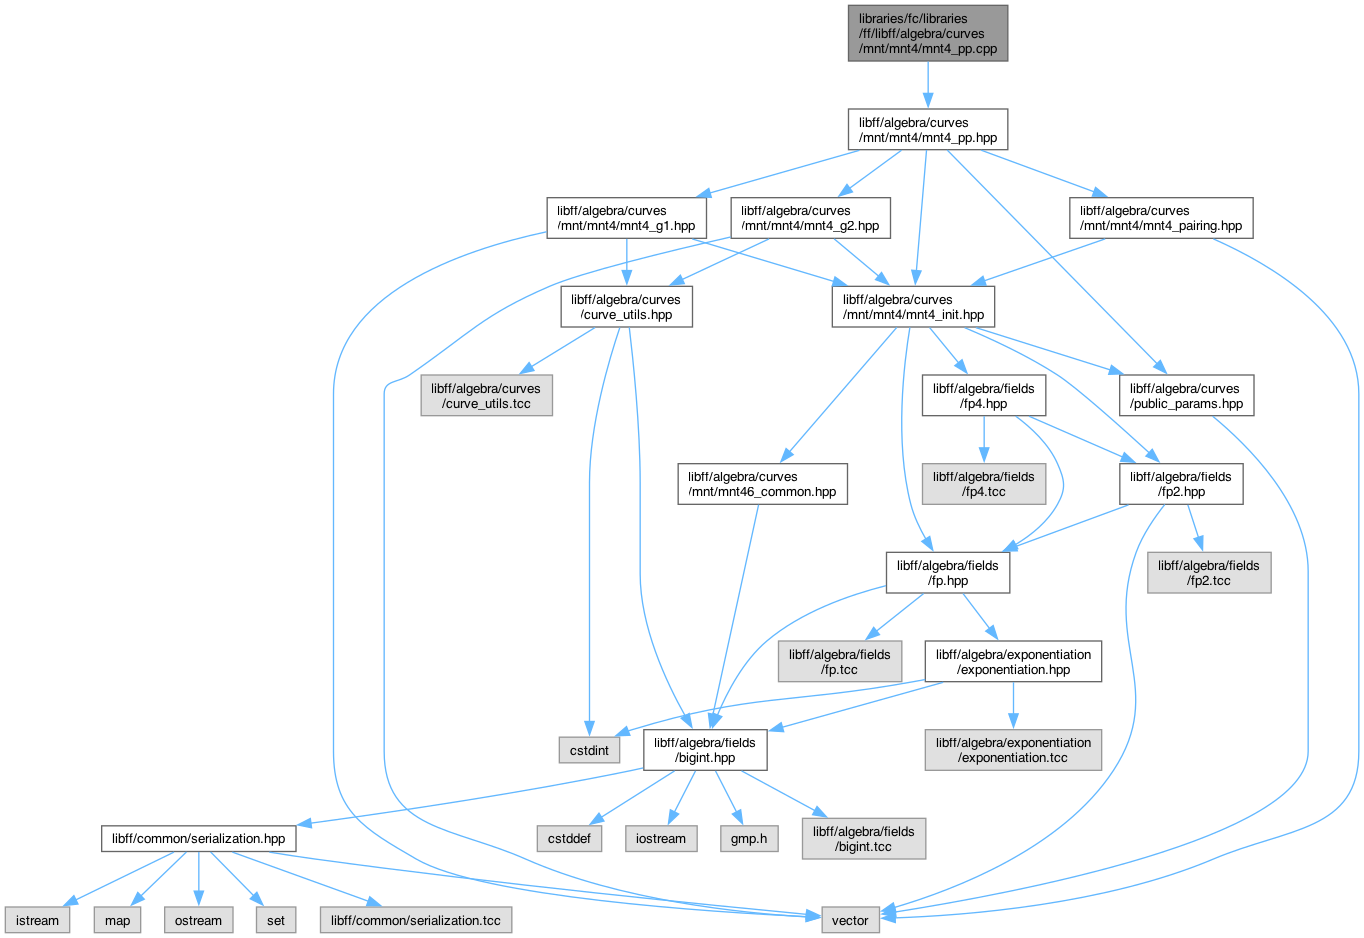 libraries/fc/libraries
/ff/libff/algebra/curves
/mnt/mnt4/mnt4_pp.cpp
libff/algebra/curves
/mnt/mnt4/mnt4_pp.hpp
libff/algebra/curves
/mnt/mnt4/mnt4_g1.hpp
libff/algebra/curves
/mnt/mnt4/mnt4_g2.hpp
libff/algebra/curves
/mnt/mnt4/mnt4_pairing.hpp
libff/algebra/curves
/curve_utils.hpp
libff/algebra/curves
/mnt/mnt4/mnt4_init.hpp
libff/algebra/curves
/curve_utils.tcc
libff/algebra/fields
/fp4.hpp
libff/algebra/curves
/public_params.hpp
libff/algebra/curves
/mnt/mnt46_common.hpp
libff/algebra/fields
/fp4.tcc
libff/algebra/fields
/fp2.hpp
libff/algebra/fields
/fp.hpp
libff/algebra/fields
/fp2.tcc
libff/algebra/fields
/fp.tcc
libff/algebra/exponentiation
/exponentiation.hpp
cstdint
libff/algebra/fields
/bigint.hpp
libff/algebra/exponentiation
/exponentiation.tcc
libff/common/serialization.hpp
cstddef
iostream
gmp.h
libff/algebra/fields
/bigint.tcc
istream
map
ostream
set
libff/common/serialization.tcc
vector